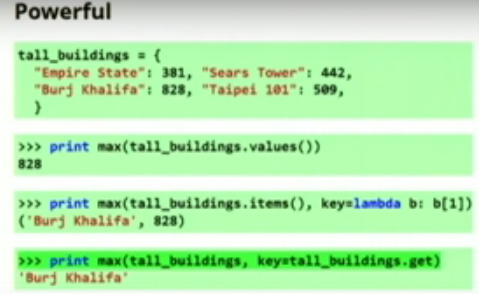 Powerful
tall_buildings = {
"Empire State": 381, "Sears Tower": 442,
"Burj Khalifa": 828, "Taipei 101": 509,
}
>>> print max(tall_buildings.values())
828
>>> print max(tall_buildings.items(), key=lambda b: b[1])
('Burj Khalifa', 828)
>>> print max(tall_buildings, key=tall_buildings.get)
'Burj Khalifa'